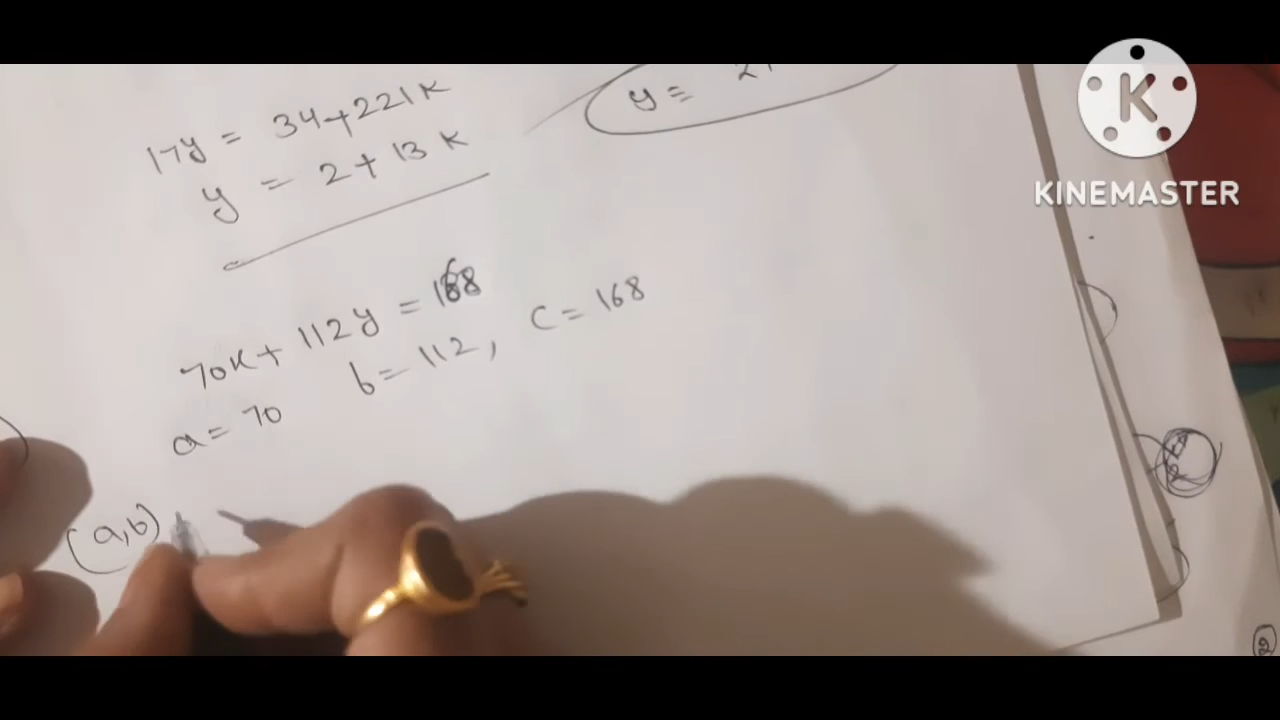 17y = 34+221K
y = 2+13K
y =
70x + 112y = 168
a = 70 b = 112, c = 168
(a,b)
K
KINEMASTER